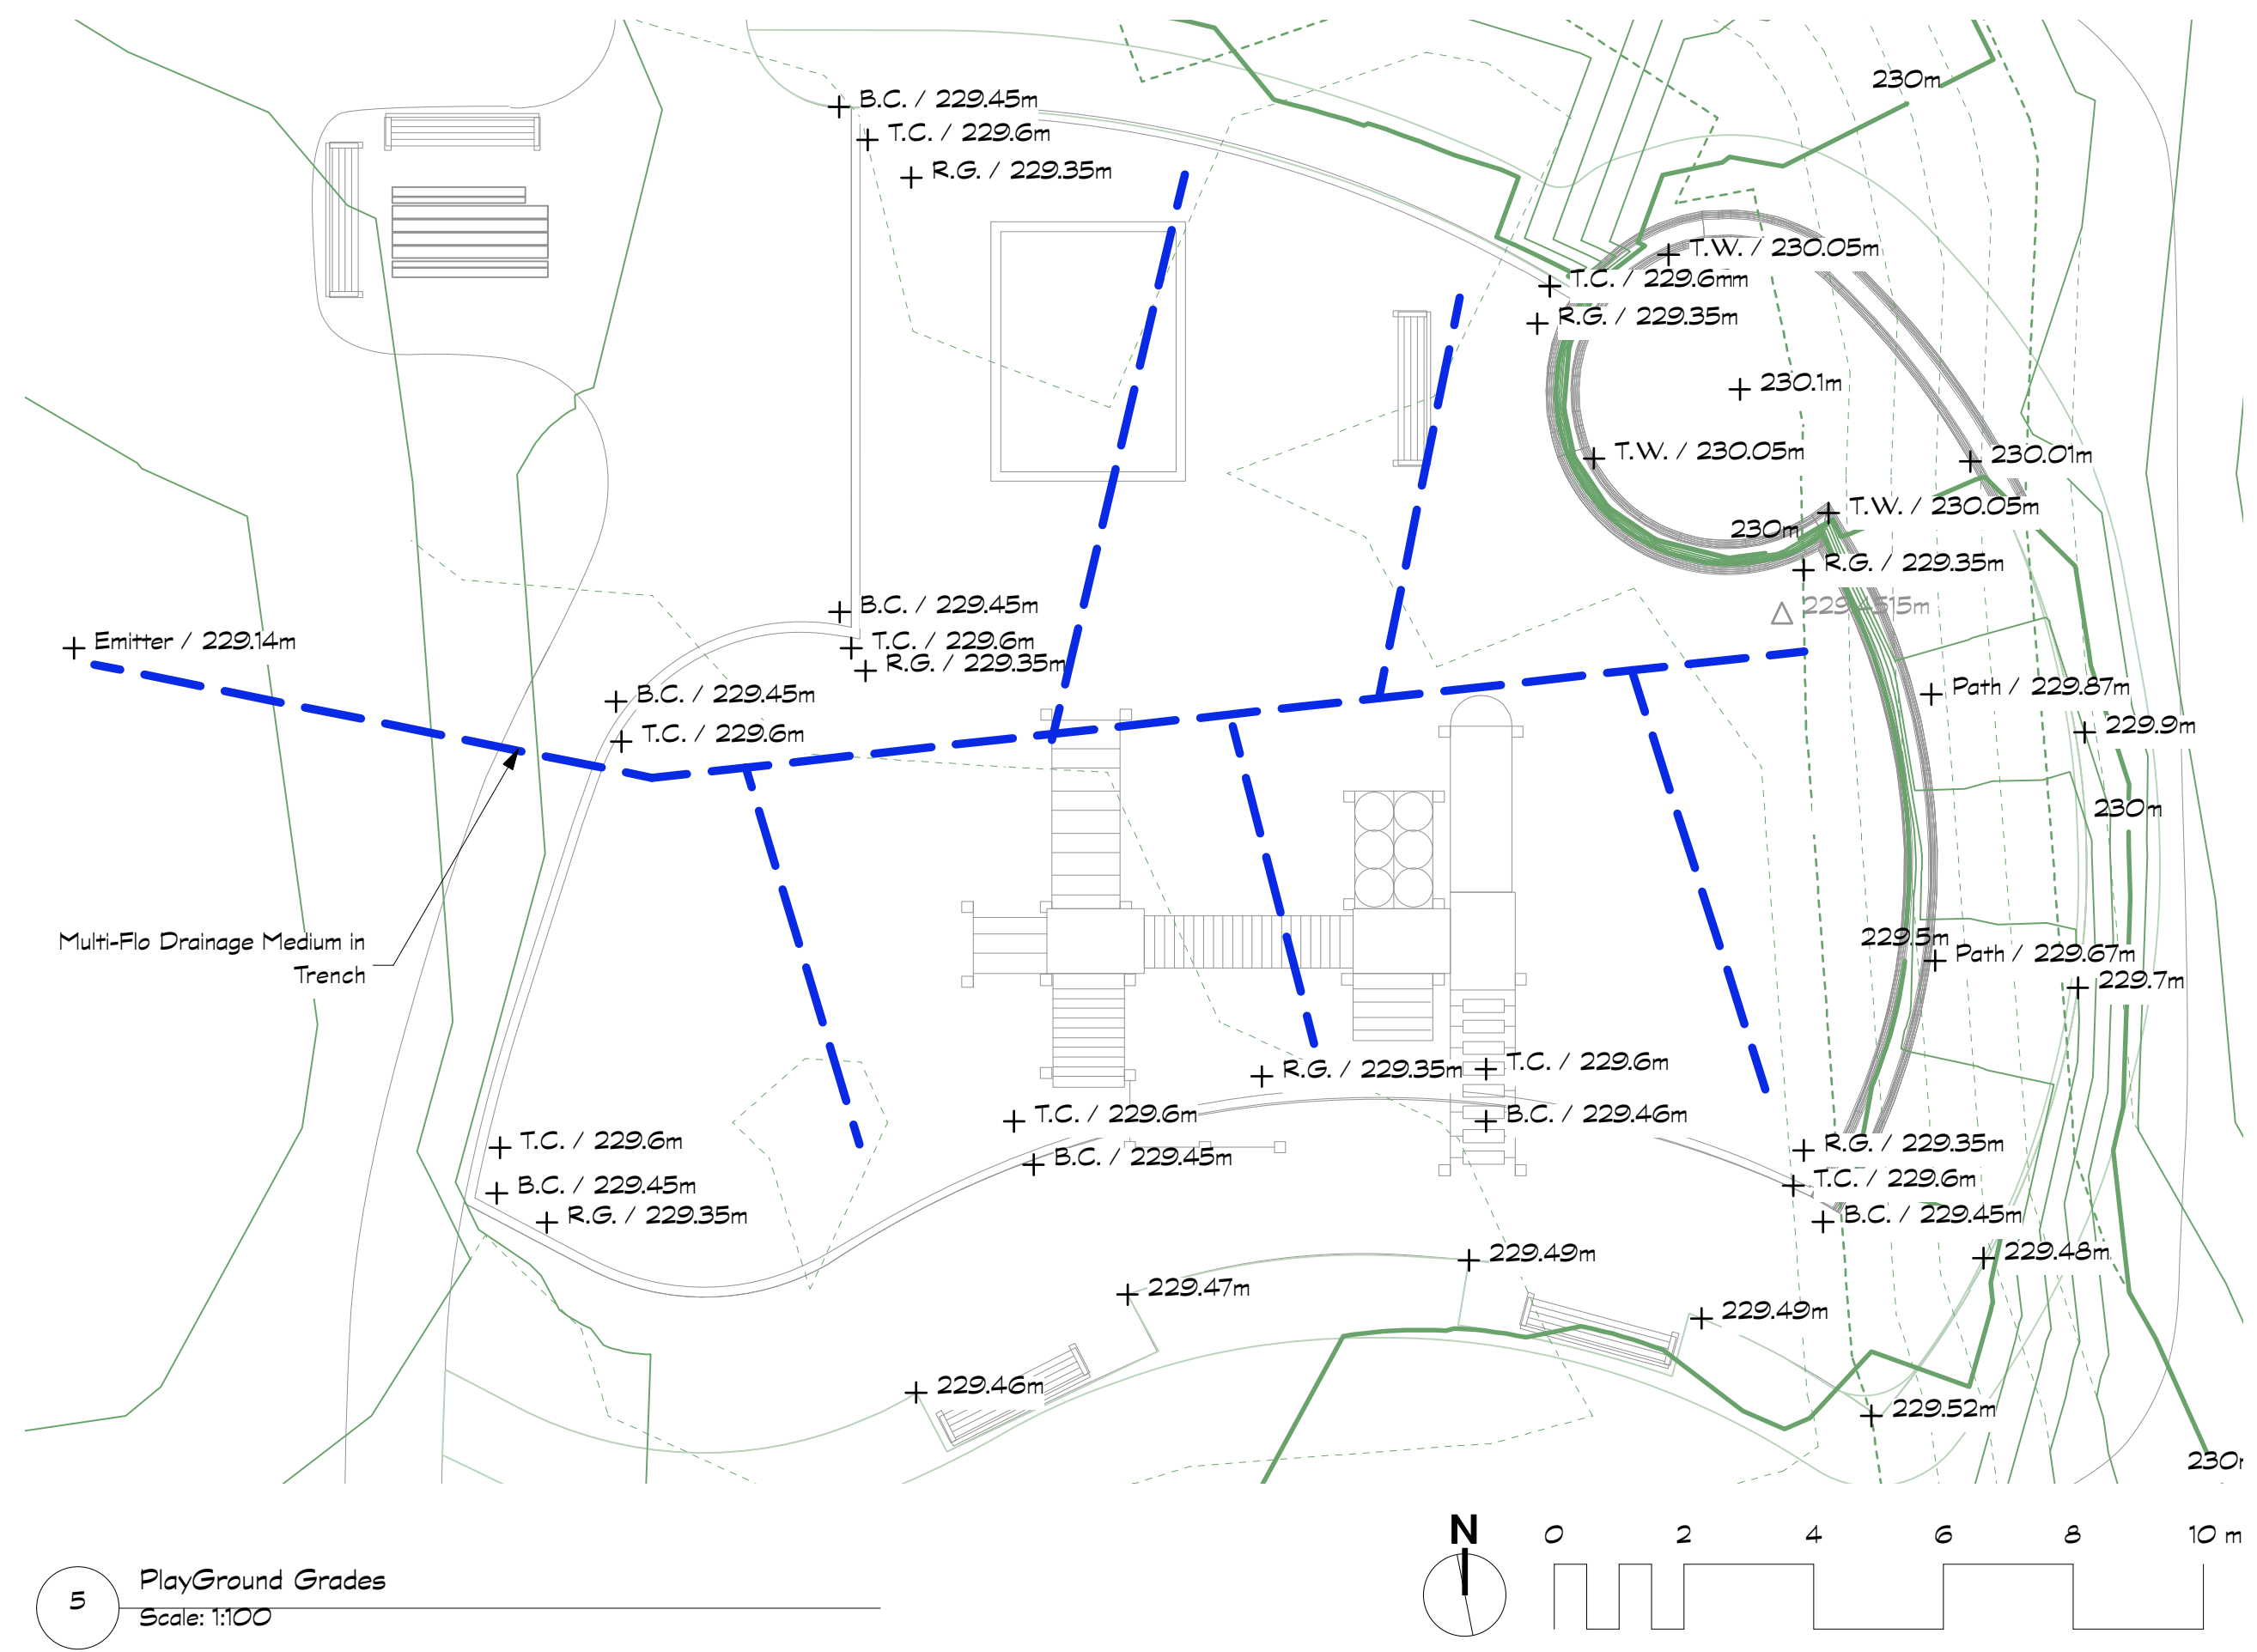 230m
B.C. / 229.45m
T.C. / 229.6m
R.G. / 229.35m
T.W. / 230.05m
T.C. / 229.6mm
R.G. / 229.35m
230.1m
T.W. / 230.05m
230.01m
T.W. / 230.05m
230m
R.G. / 229.35m
229.4515m
B.C. / 229.45m
Emitter / 229.14m
T.C. / 229.6m
R.G. / 229.35m
B.C. / 229.45m
Path / 229.87m
229.9m
T.C. / 229.6m
230m
Multi-Flo Drainage Medium in
Trench
229.5m
Path / 229.67m
229.7m
R.G. / 229.35m
T.C. / 229.6m
T.C. / 229.6m
B.C. / 229.46m
T.C. / 229.6m
R.G. / 229.35m
B.C. / 229.45m
T.C. / 229.6m
B.C. / 229.45m
R.G. / 229.35m
B.C. / 229.45m
229.49m
229.48m
229.47m
229.49m
229.46m
229.52m
230m
N
0 2 4 6 8 10 m
5
PlayGround Grades
Scale: 1:100